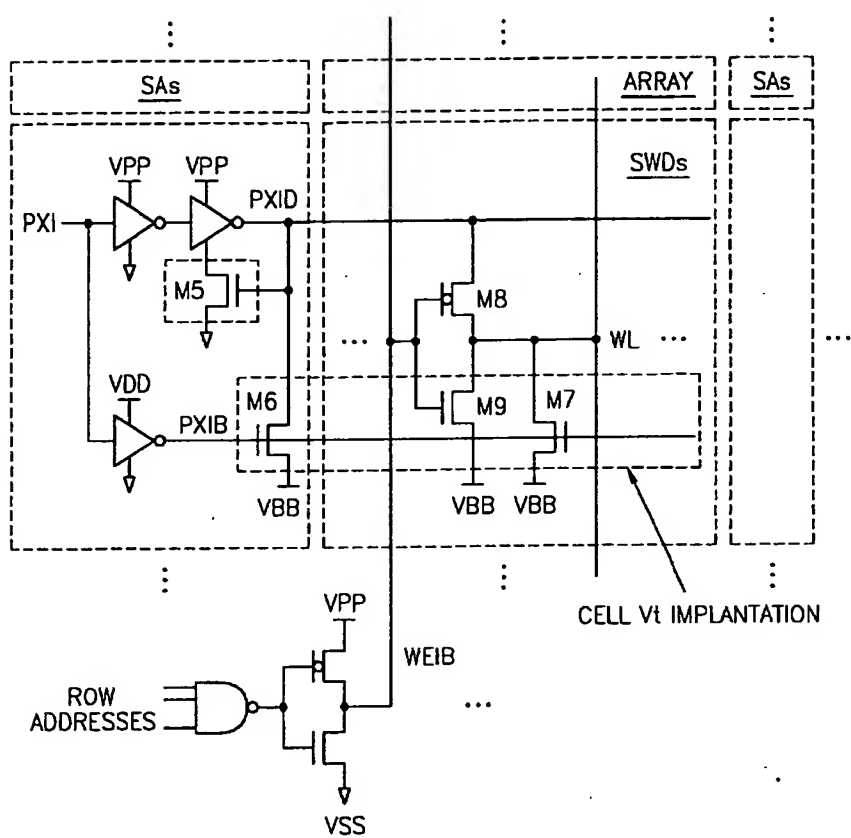 SAs
ARRAY
SAs
SWDs
VPP
VPP
PXID
PXI
M5
M8
WL
VDD
M6
M9
M7
PXIB
VBB
VBB
VBB
CELL Vt IMPLANTATION
VPP
WEIB
ROW
ADDRESSES
VSS